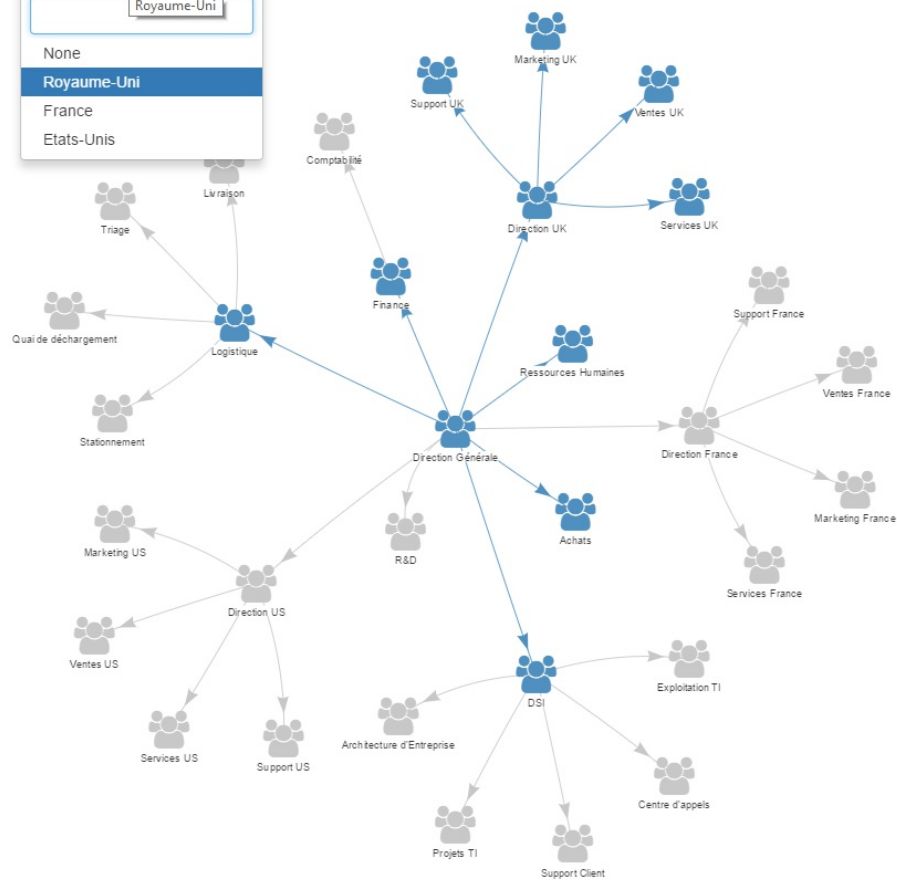 Royaume-Uni
None
Royaume-Uni
France
Etats-Unis
Marketing UK
Support UK
Ventes UK
Comptabilité
Livraison
Triage
Direction UK
Services UK
Finance
Support France
Quai de déchargement
Logistique
Ressources Humaines
Ventes France
Stationnement
Direction Générale
Direction France
Marketing France
Achats
Marketing US
R&D
Services France
Direction US
Ventes US
Exploitation TI
DSI
Architecture d'Entreprise
Services US
Support US
Centre d'appels
Projets TI
Support Client